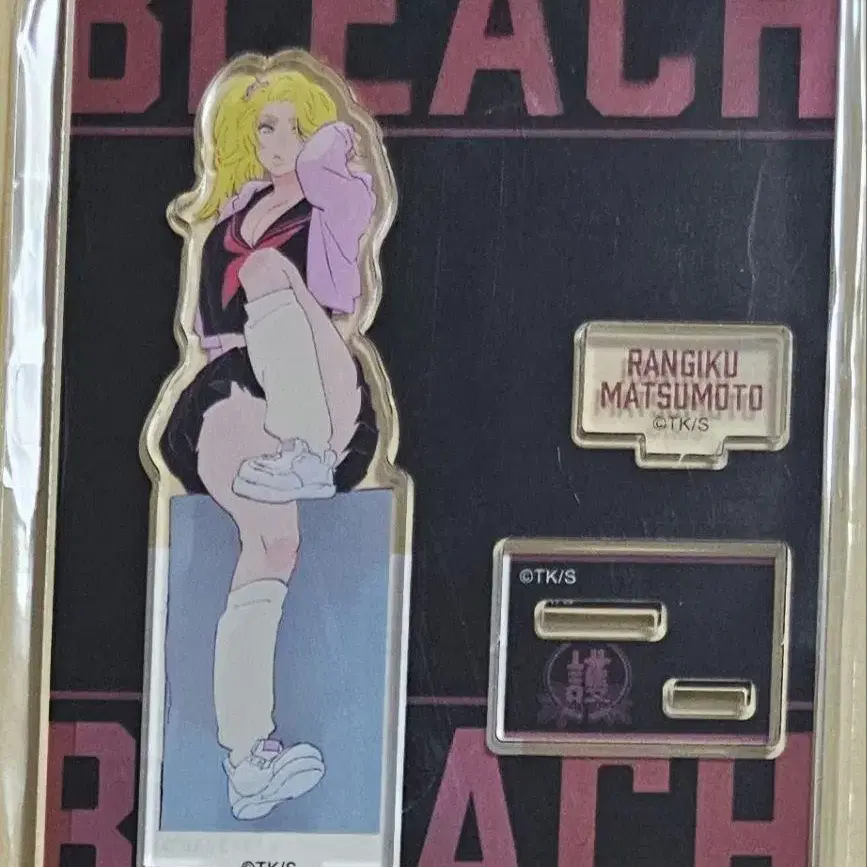 BLEACH
RANGIKU
MATSUMOTO
©TK/S
©TK/S
護
BLEACH
©TK/S